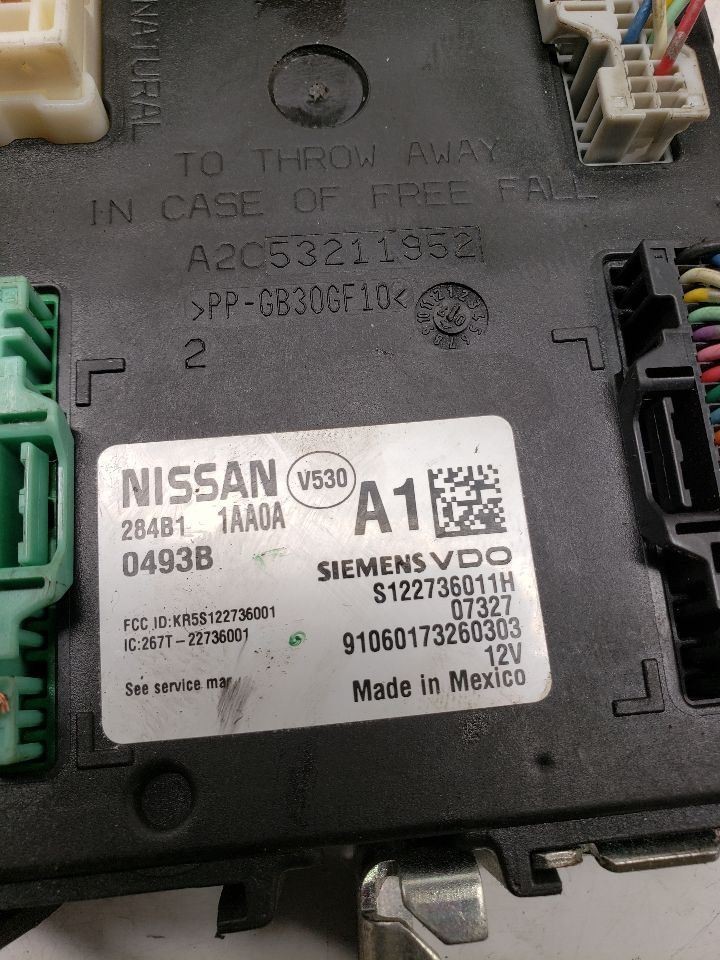 NATURAL
TO THROW AWAY
IN CASE OF FREE FALL
A2C53211952
>PP-GB30GF10<
2
NISSAN V530
284B1 1AA0A A1
0493B
SIEMENS VDO
S122736011H
FCC ID:KR5S122736001 07327
IC:267T-22736001 91060173260303
12V
See service Made in Mexico